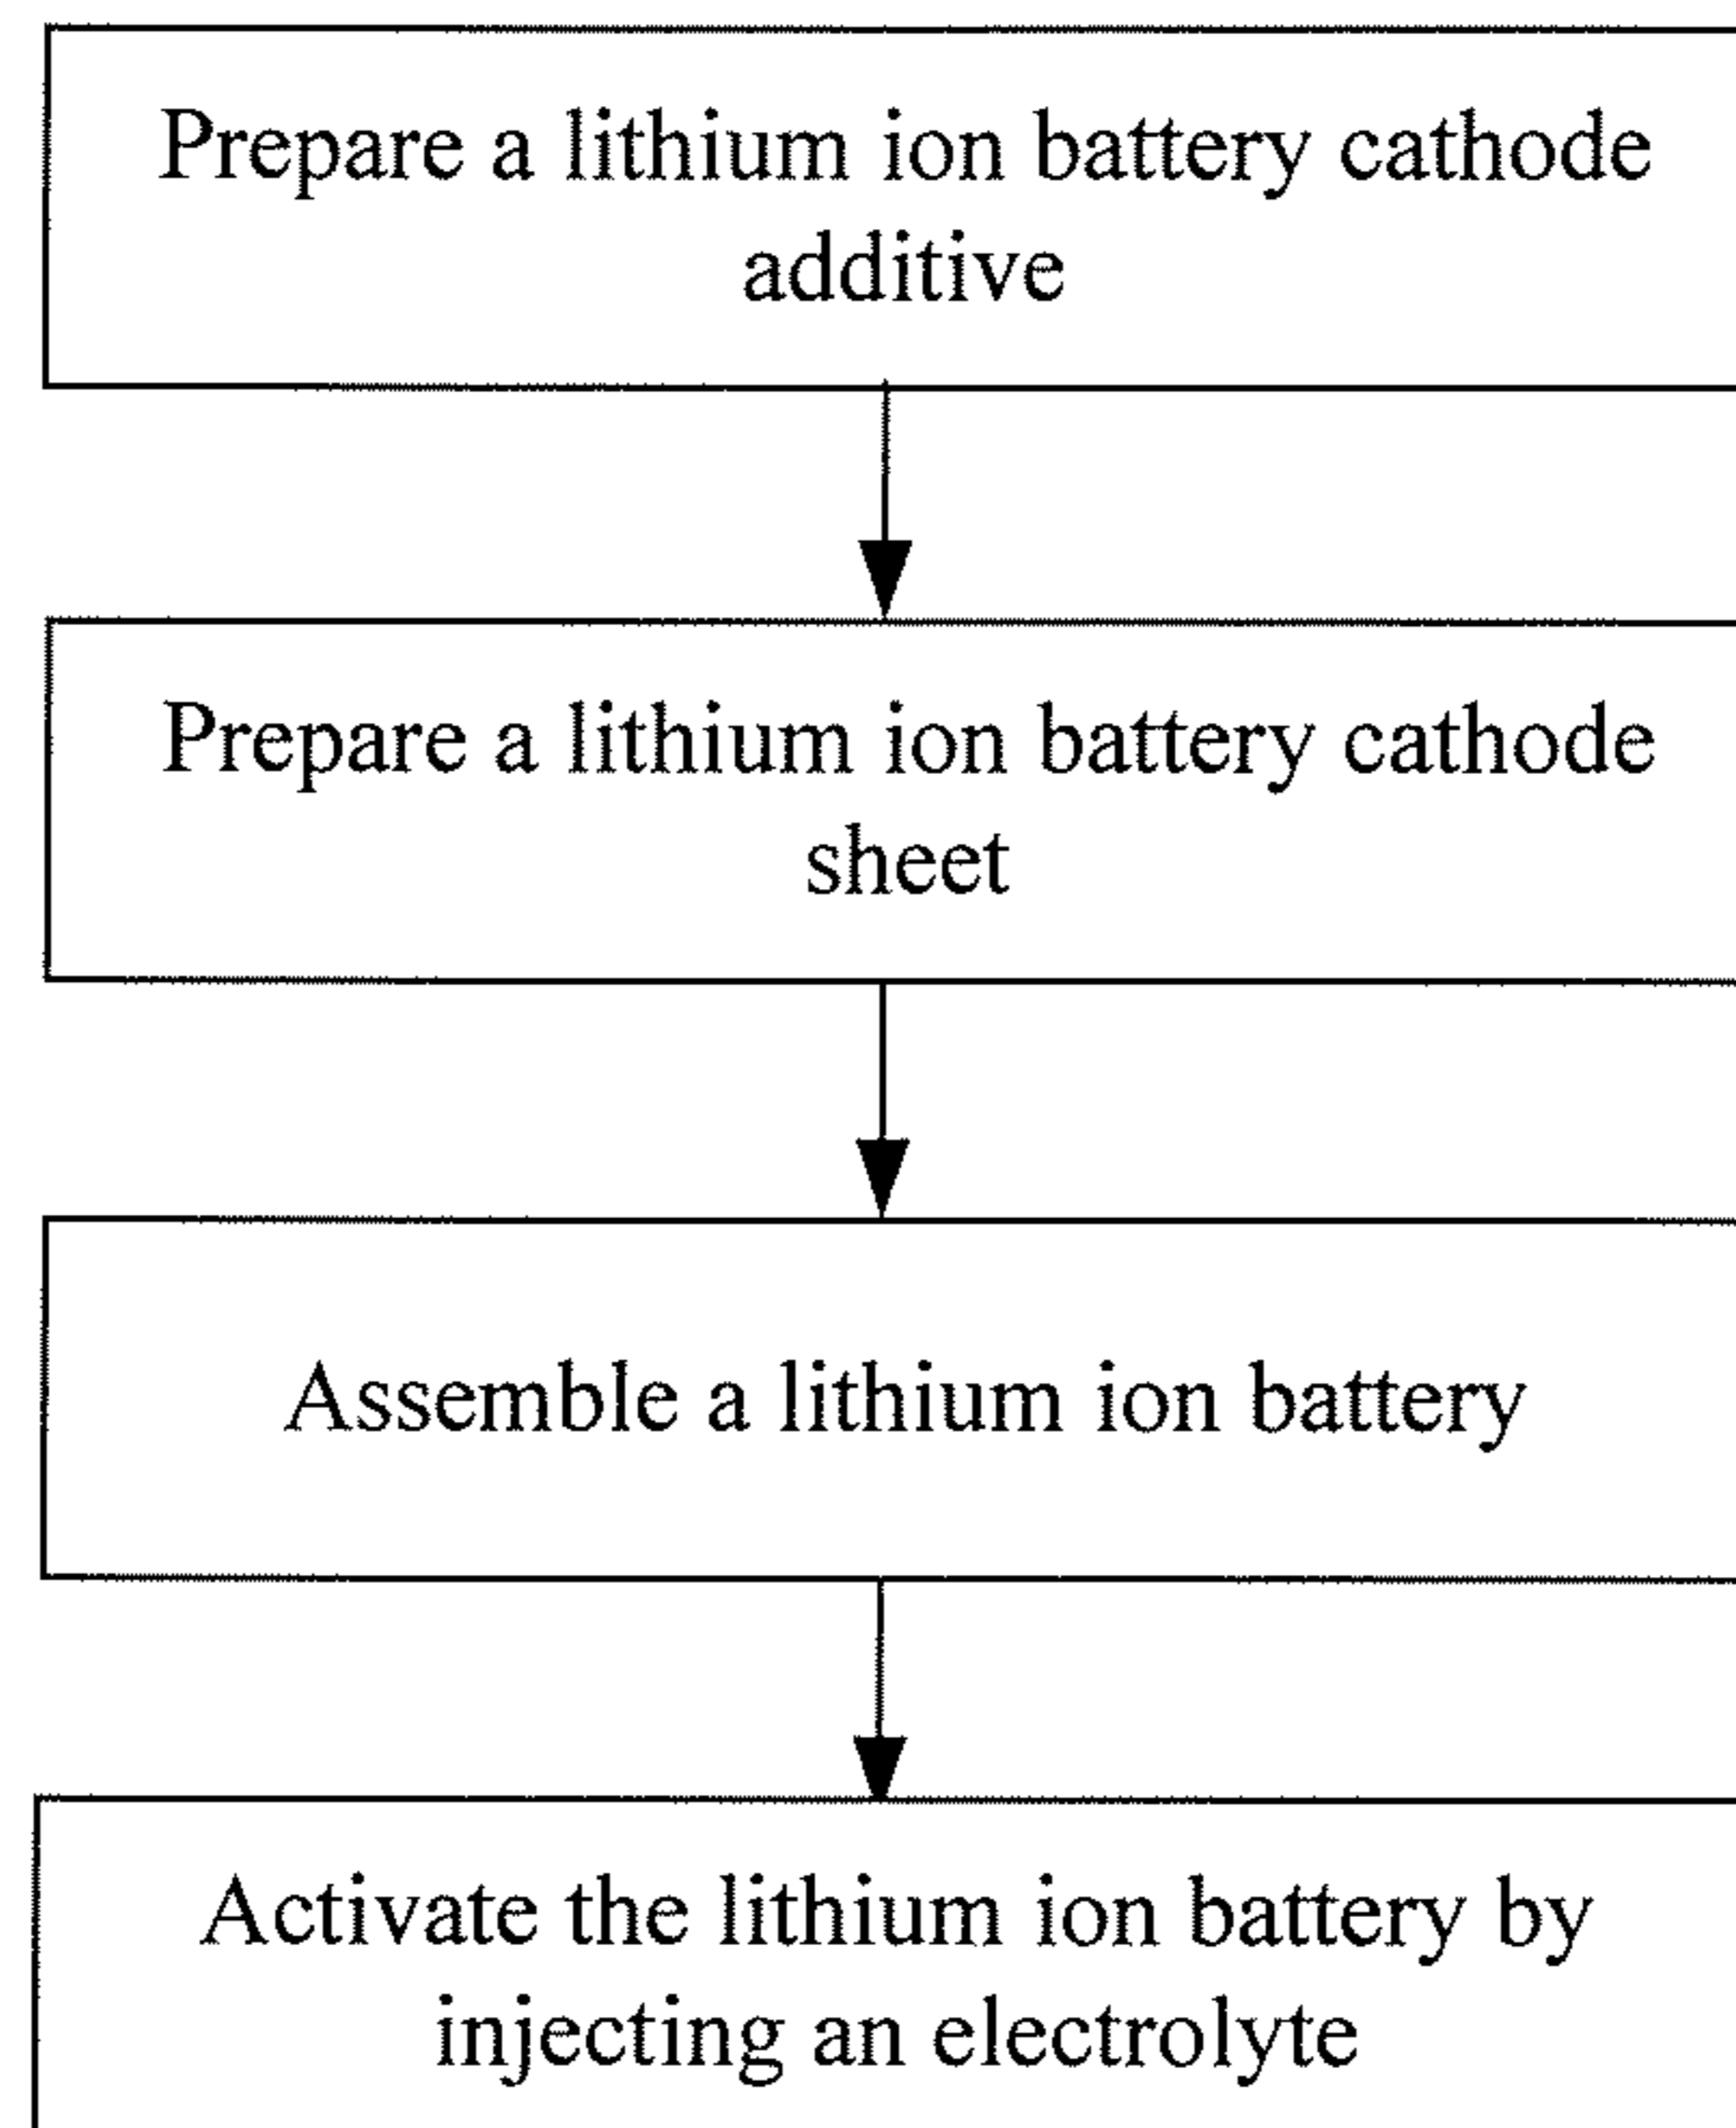 Prepare a lithium ion battery cathode
additive
Prepare a lithium ion battery cathode
sheet
Assemble a lithium ion battery
Activate the lithium ion battery by
injecting an electrolyte